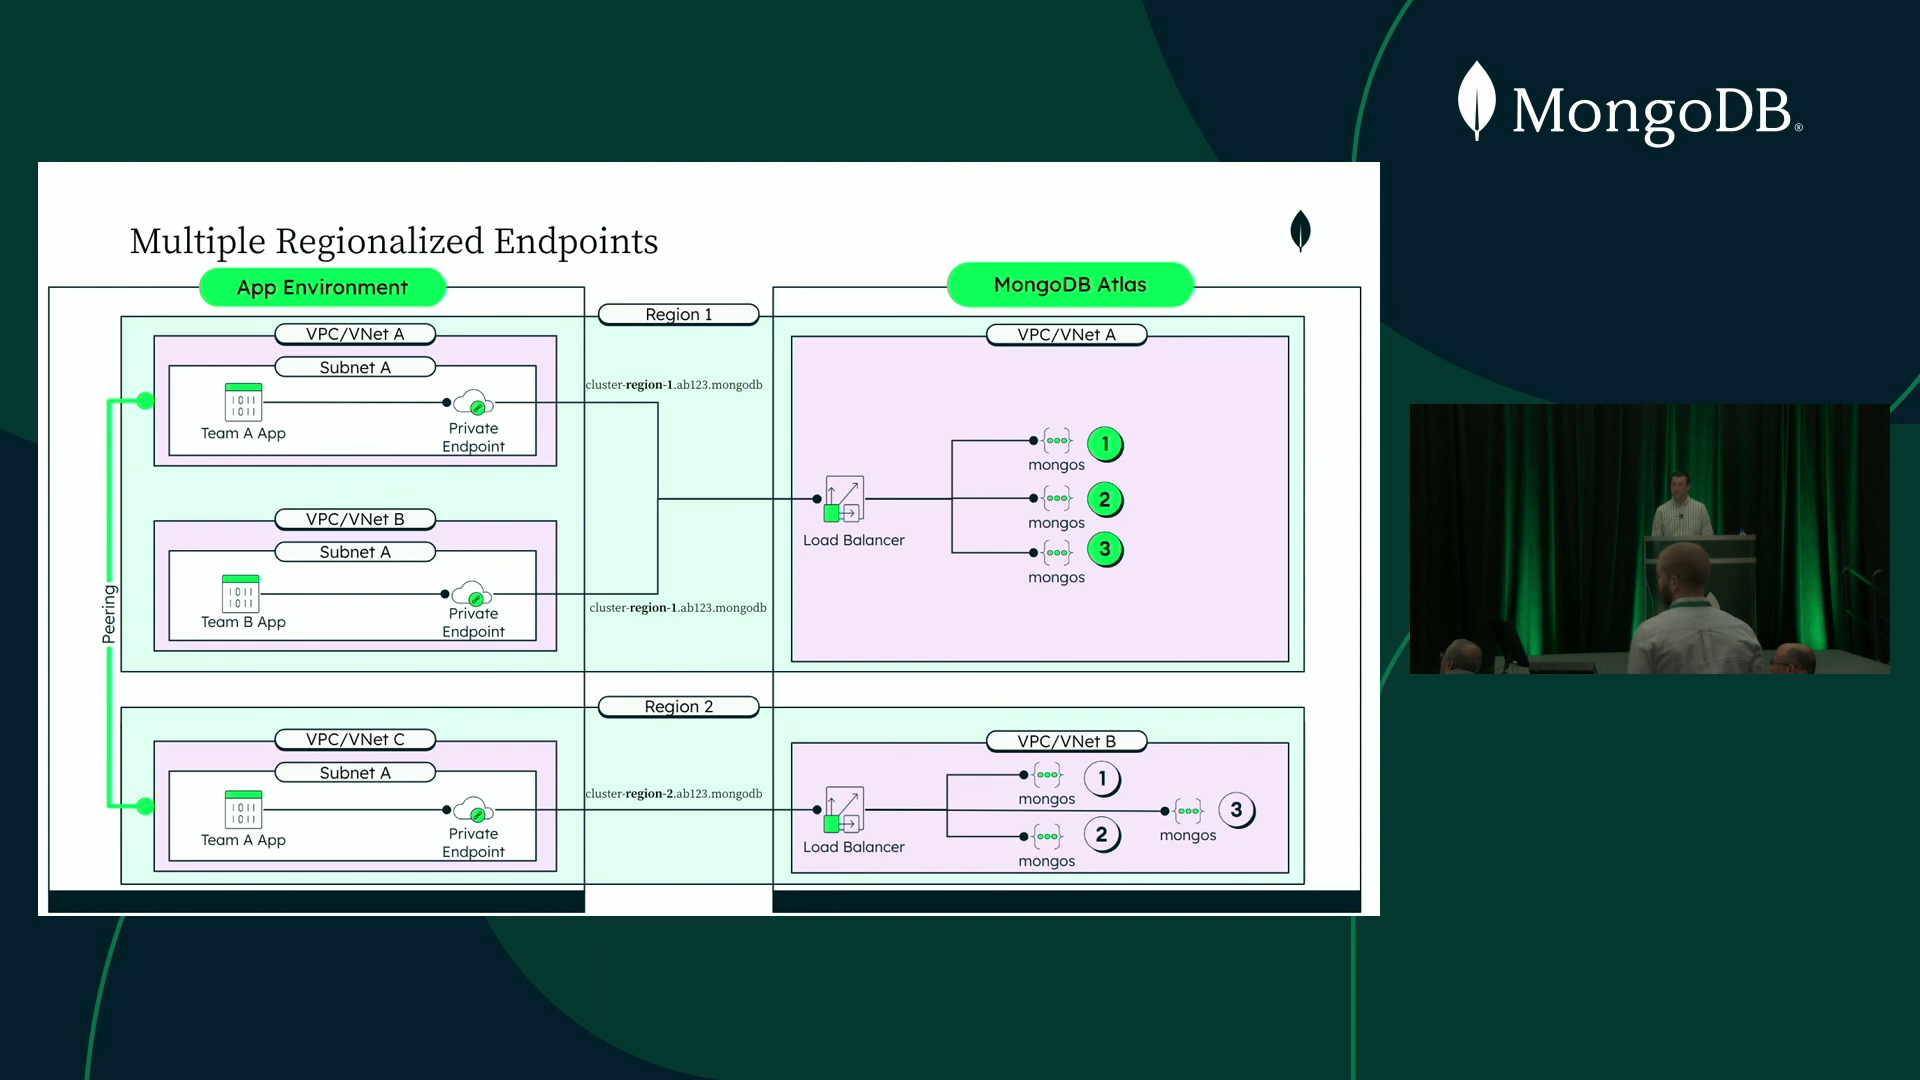 MongoDB®
Multiple Regionalized Endpoints
App Environment
MongoDB Atlas
Region 1
VPC/VNet A
Subnet A
Team A App
Private
Endpoint
cluster-region-1.ab123.mongodb
VPC/VNet B
Subnet A
Team B App
Private
Endpoint
cluster-region-1.ab123.mongodb
Peering
VPC/VNet A
Load Balancer
mongos
1
mongos
2
mongos
3
Region 2
VPC/VNet C
Subnet A
Team A App
Private
Endpoint
cluster-region-2.ab123.mongodb
VPC/VNet B
Load Balancer
mongos
1
mongos
2
mongos
3